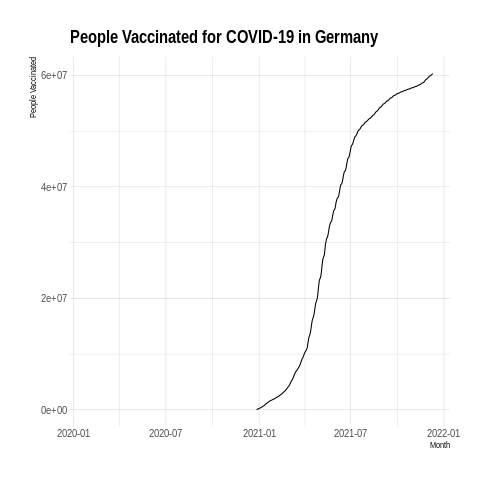 People Vaccinated for COVID-19 in Germany
People Vaccinated
6e+07
4e+07
2e+07
0e+00
2020-01 2020-07 2021-01 2021-07 2022-01
Month